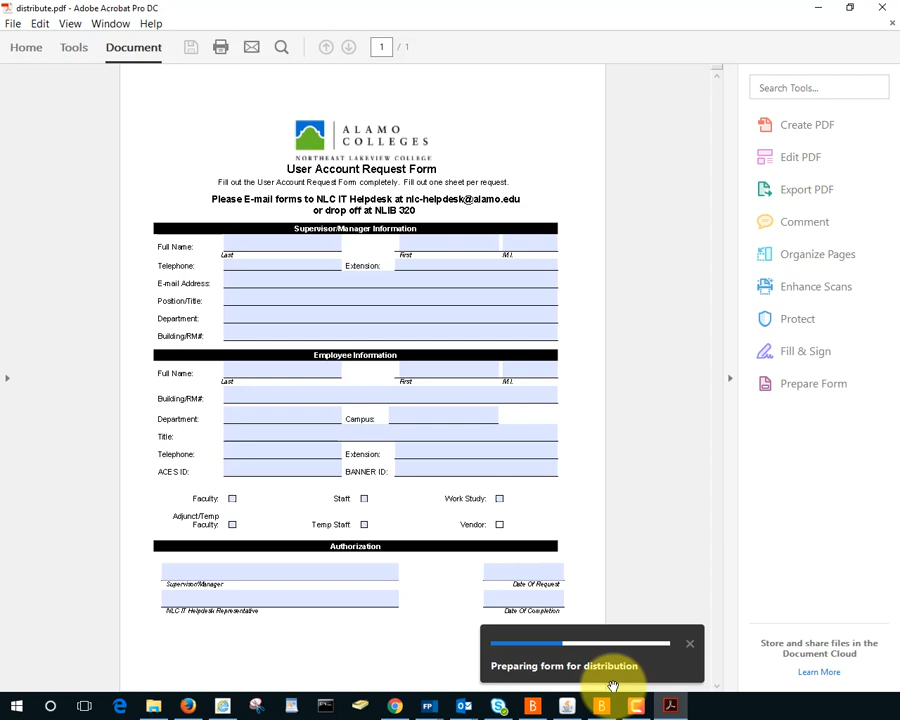 distribute.pdf - Adobe Acrobat Pro DC
File Edit View Window Help
Home Tools Document 1 / 1
Search Tools...
Create PDF
Edit PDF
Export PDF
Comment
Organize Pages
Enhance Scans
Protect
Fill & Sign
Prepare Form
Store and share files in the
Document Cloud
Learn More
ALAMO
COLLEGES
NORTHEAST LAKEVIEW COLLEGE
User Account Request Form
Fill out the User Account Request Form completely. Fill out one sheet per request.
Please E-mail forms to NLC IT Helpdesk at nlc-helpdesk@alamo.edu
or drop off at NLIB 320
Supervisor/Manager Information
Full Name:
Last First M.I.
Telephone: Extension:
E-mail Address:
Position/Title:
Department:
Building/RM#:
Employee Information
Full Name:
Last First M.I.
Building/RM#:
Department: Campus:
Title:
Telephone: Extension:
ACES ID: BANNER ID:
Faculty: Staff: Work Study:
Adjunct/Temp
Faculty: Temp Staff: Vendor:
Authorization
Supervisor/Manager Date Of Request
NLC IT Helpdesk Representative Date Of Completion
Preparing form for distribution